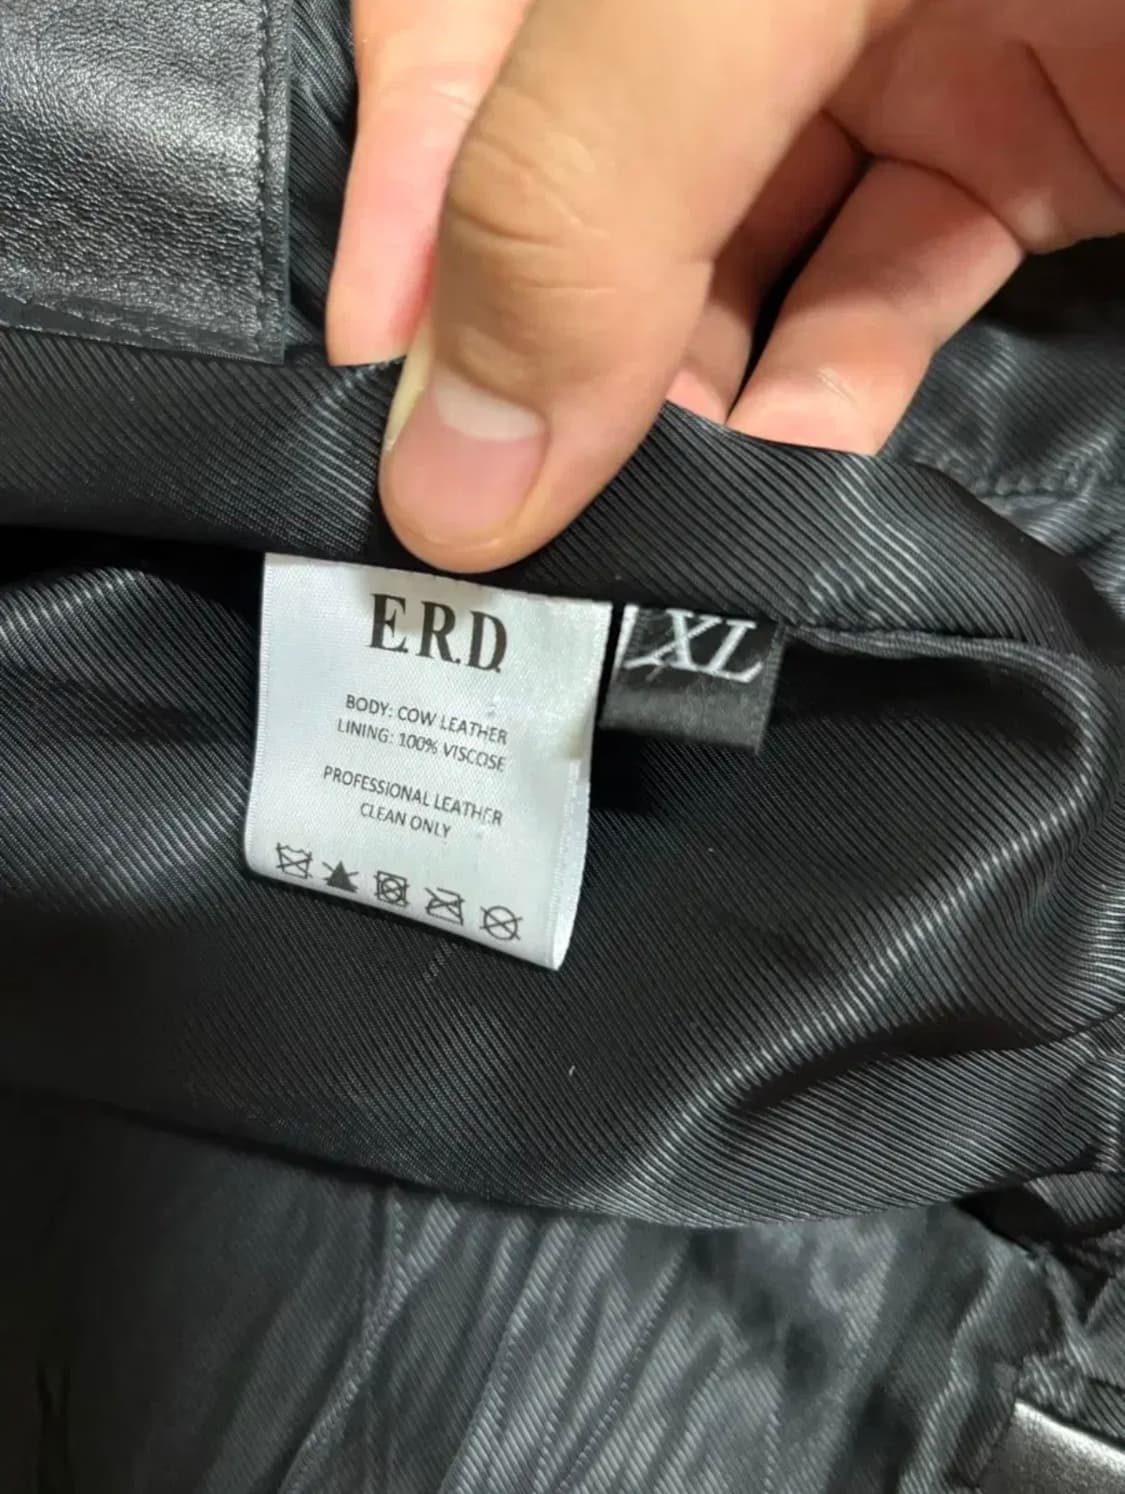 E.R.D.
XL
BODY: COW LEATHER
LINING: 100% VISCOSE
PROFESSIONAL LEATHER
CLEAN ONLY